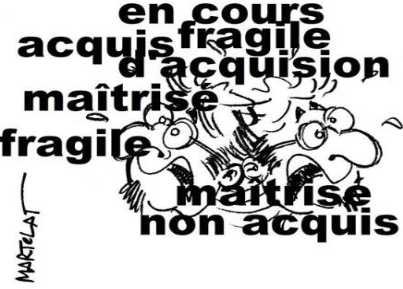 en cours
acquis fragile
d'acquision
maîtrisé
fragile
maîtrisé
non acquis
MARTELAT